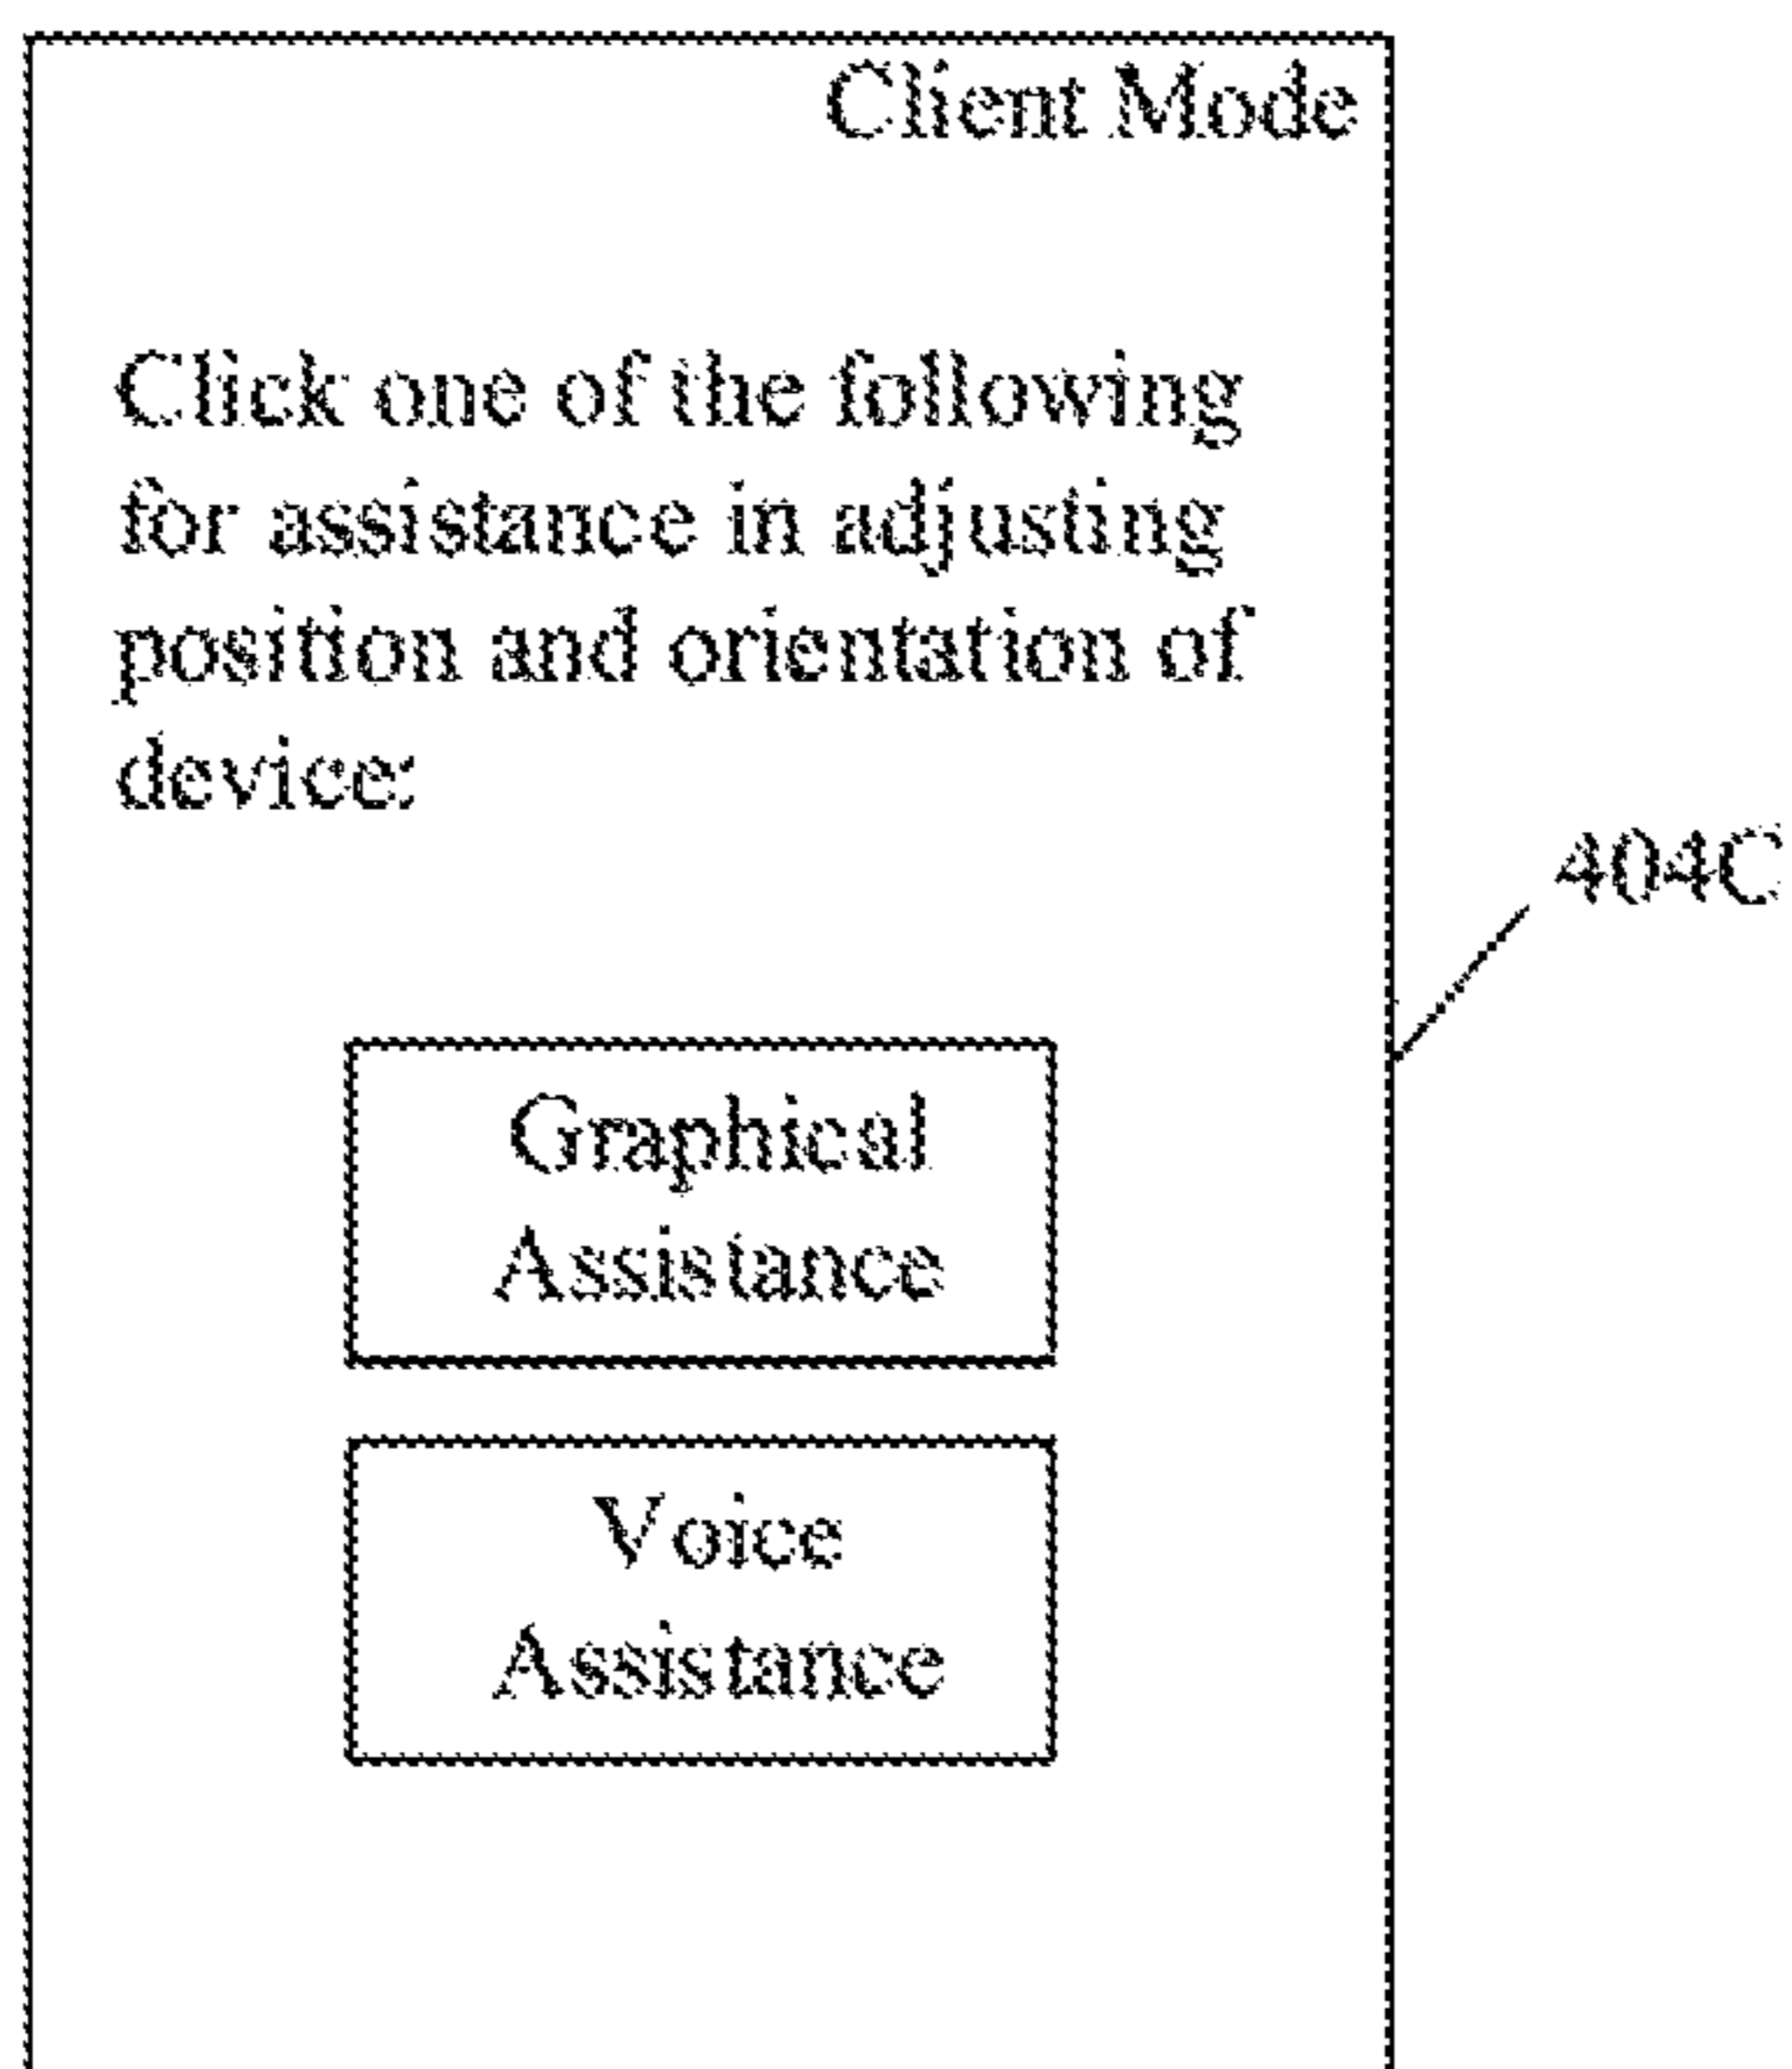 Client Mode
Click one of the following
for assistance in adjusting
position and orientation of
device:
404C
Graphical
Assistance
Voice
Assistance